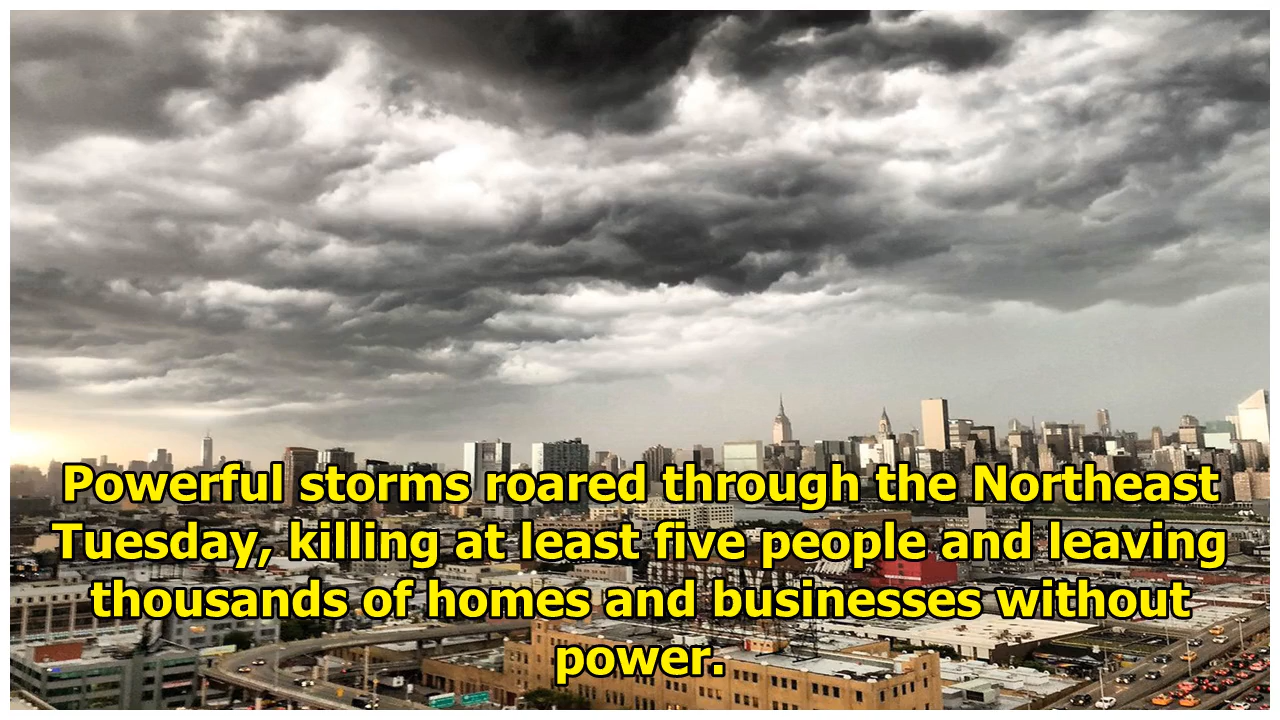 Powerful storms roared through the Northeast
Tuesday, killing at least five people and leaving
thousands of homes and businesses without
power.